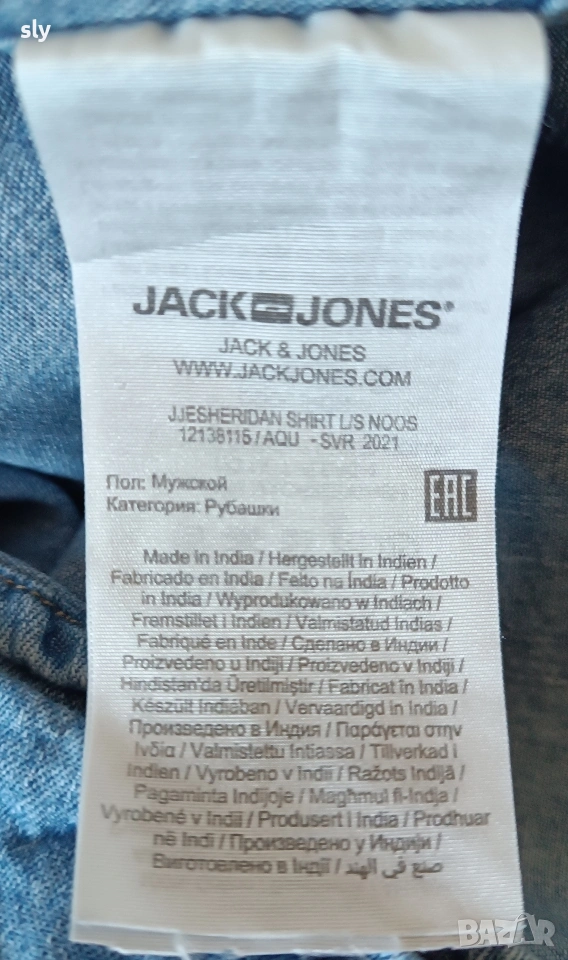 sly
JACK JONES®
JACK & JONES
WWW.JACKJONES.COM
JJESHERIDAN SHIRT L/S NOOS
12138115 / AQU - SVR 2021
Пол: Мужской
Категория: Рубашки
EAC
Made in India / Hergestellt in Indien /
Fabricado en India / Feito na Índia / Prodotto
in India / Wyprodukowano w Indiach /
Fremstillet i Indien / Valmistatud Indias /
Fabriqué en Inde / Сделано в Индии /
Proizvedeno u Indiji / Proizvedeno v Indiji /
Hindistan'da Üretilmiştir / Fabricat în India /
Készült Indiában / Vervaardigd in India /
Произведено в Индия / Παράγεται στην
Ινδία / Valmistettu Intiassa / Tillverkad i
Indien / Vyrobeno v Indii / Ražots Indijā /
Pagaminta Indijoje / Magħmul fl-Indja /
Vyrobené v Indii / Produsert i India / Prodhuar
në Indi / Произведено у Индији /
Виготовлено в Індії / صنع في الهند
BAZAR